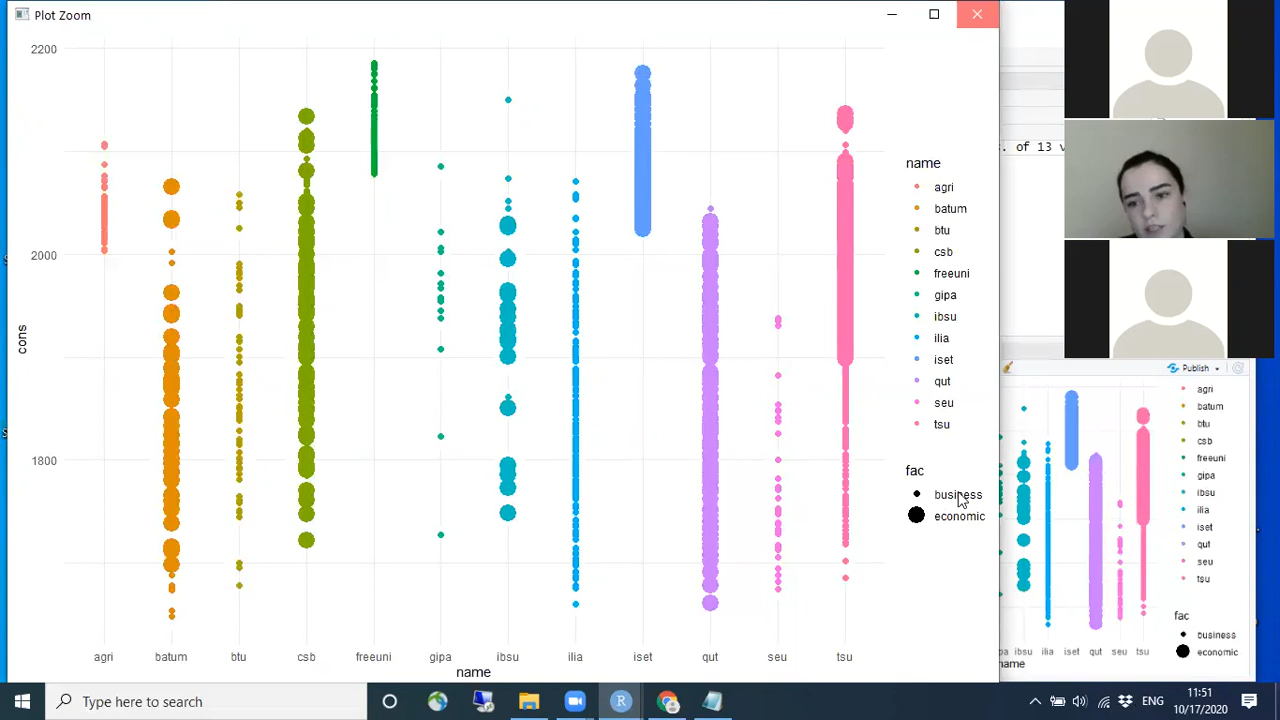 Plot Zoom
2200
2000
1800
cons
agri
batum
btu
csb
freeuni
gipa
ibsu
ilia
iset
qut
seu
tsu
name
name
agri
batum
btu
csb
freeuni
gipa
ibsu
ilia
iset
qut
seu
tsu
fac
business
economic
. of 13 v
Publish
agri
batum
btu
csb
freeuni
gipa
ibsu
ilia
iset
qut
seu
tsu
fac
business
economic
ibsu
ilia
iset
qut
seu
tsu
name
Type here to search
ENG
11:51
10/17/2020